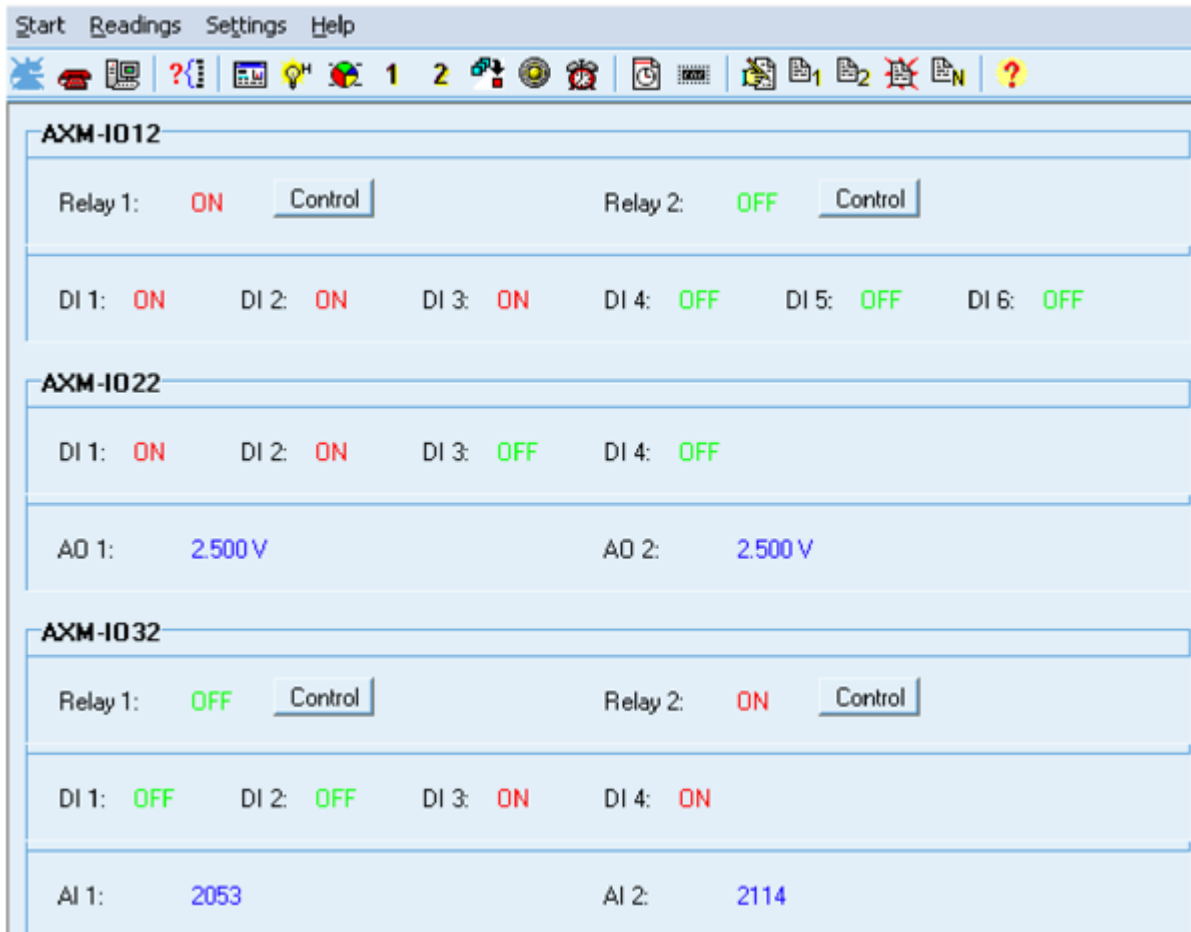 Start Readings Settings Help
?{ H 1 2 1 2 N ?
AXM-IO12
Relay 1: ON Control Relay 2: OFF Control
DI 1: ON DI 2: ON DI 3: ON DI 4: OFF DI 5: OFF DI 6: OFF
AXM-IO22
DI 1: ON DI 2: ON DI 3: OFF DI 4: OFF
AO 1: 2.500 V AO 2: 2.500 V
AXM-IO32
Relay 1: OFF Control Relay 2: ON Control
DI 1: OFF DI 2: OFF DI 3: ON DI 4: ON
AI 1: 2053 AI 2: 2114